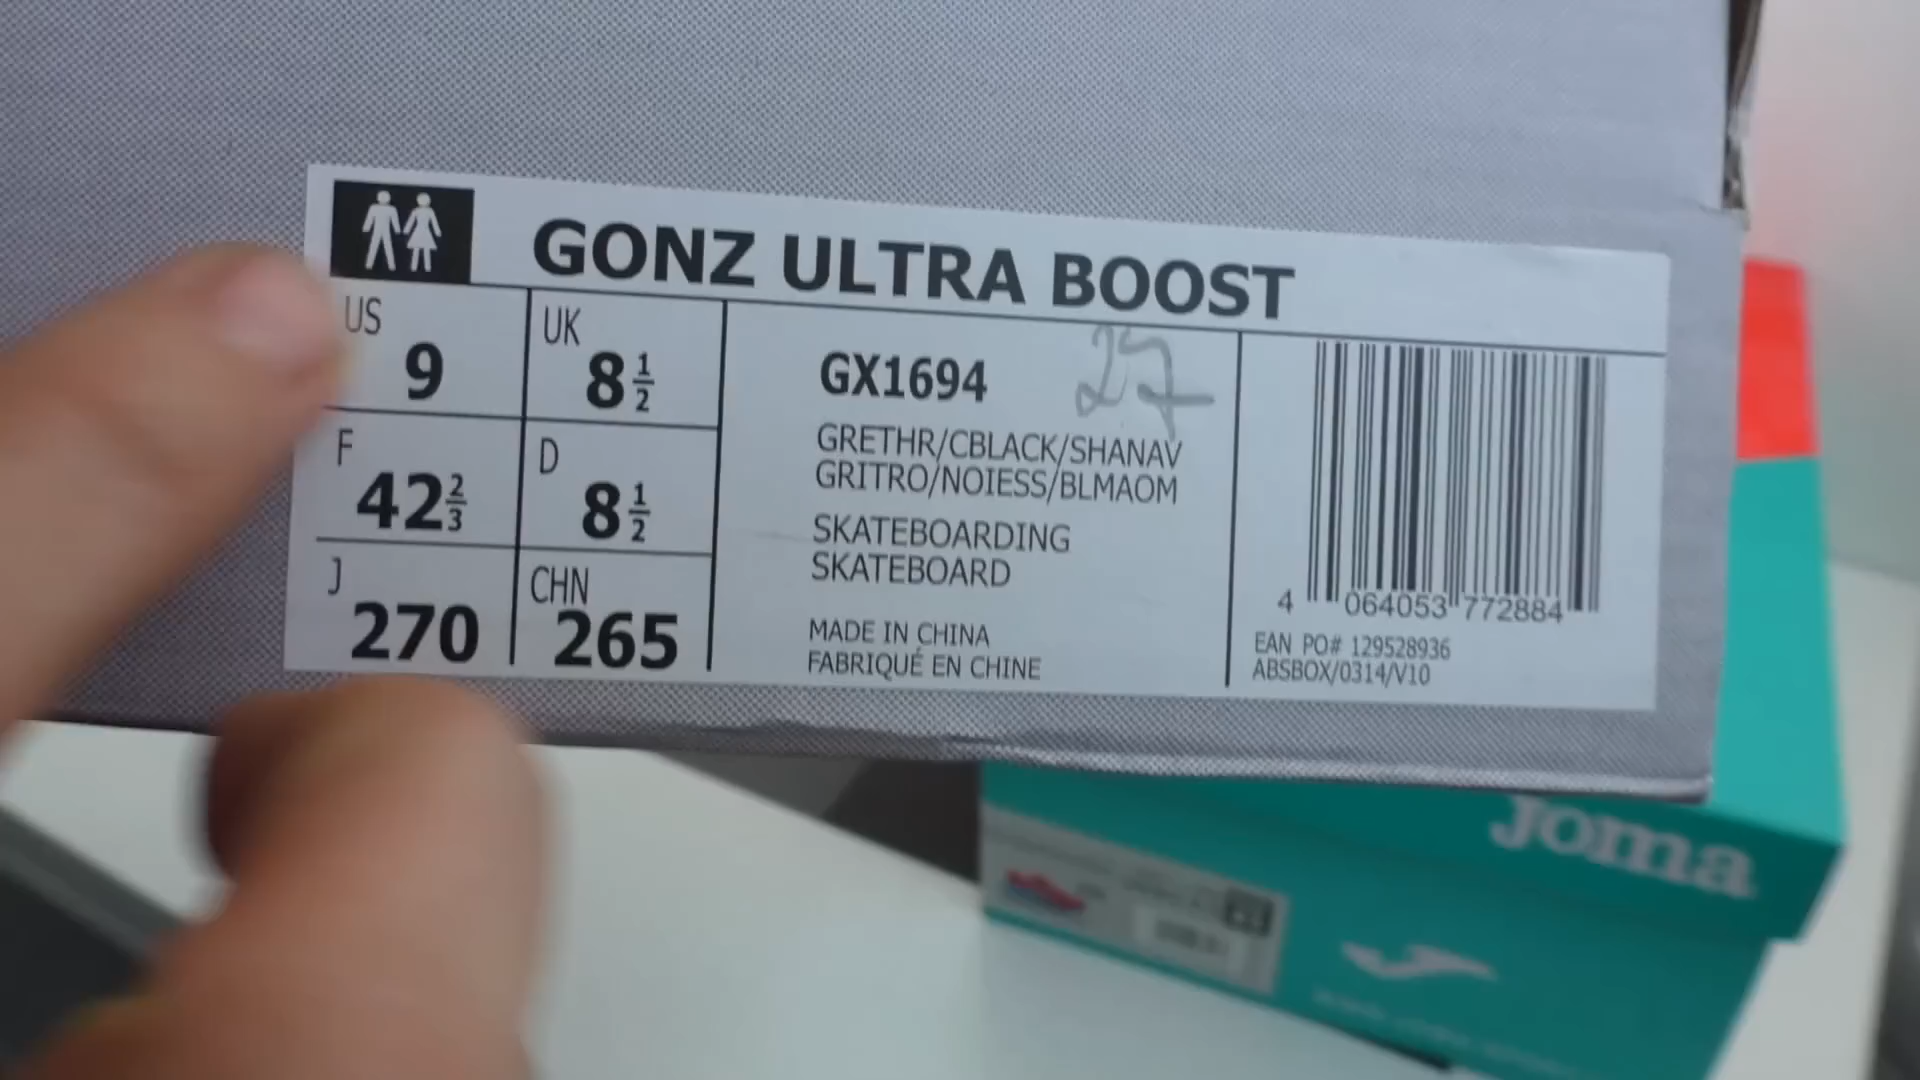 GONZ ULTRA BOOST
US
9
UK
8 1/2
F
42 2/3
D
8 1/2
J
270
CHN
265
GX1694
27
GRETHR/CBLACK/SHANAV
GRITRO/NOIESS/BLMAOM
SKATEBOARDING
SKATEBOARD
MADE IN CHINA
FABRIQUÉ EN CHINE
4 064053 772884
EAN PO# 129528936
ABSBOX/0314/V10
Joma